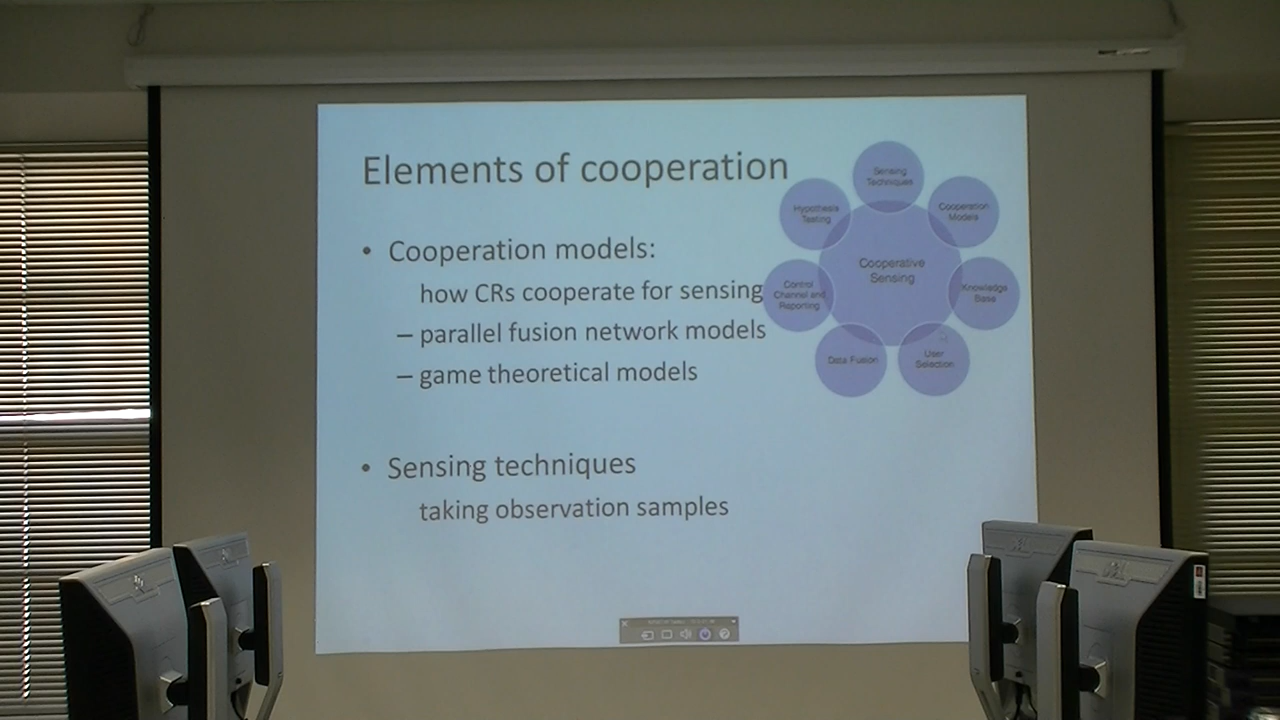 Elements of cooperation
• Cooperation models:
how CRs cooperate for sensing
– parallel fusion network models
– game theoretical models
• Sensing techniques
taking observation samples
Sensing
Techniques
Cooperation
Models
Knowledge
Base
User
Selection
Data Fusion
Control
Channel and
Reporting
Hypothesis
Testing
Cooperative
Sensing